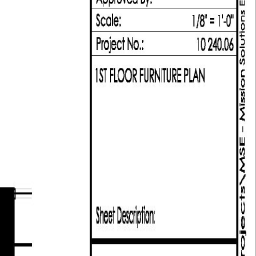 Approved By:
Scale: 1/8" = 1'-0"
Project No.: 10 240.06
1ST FLOOR FURNITURE PLAN
Sheet Description:
rojects\MSE - Mission Solutions E